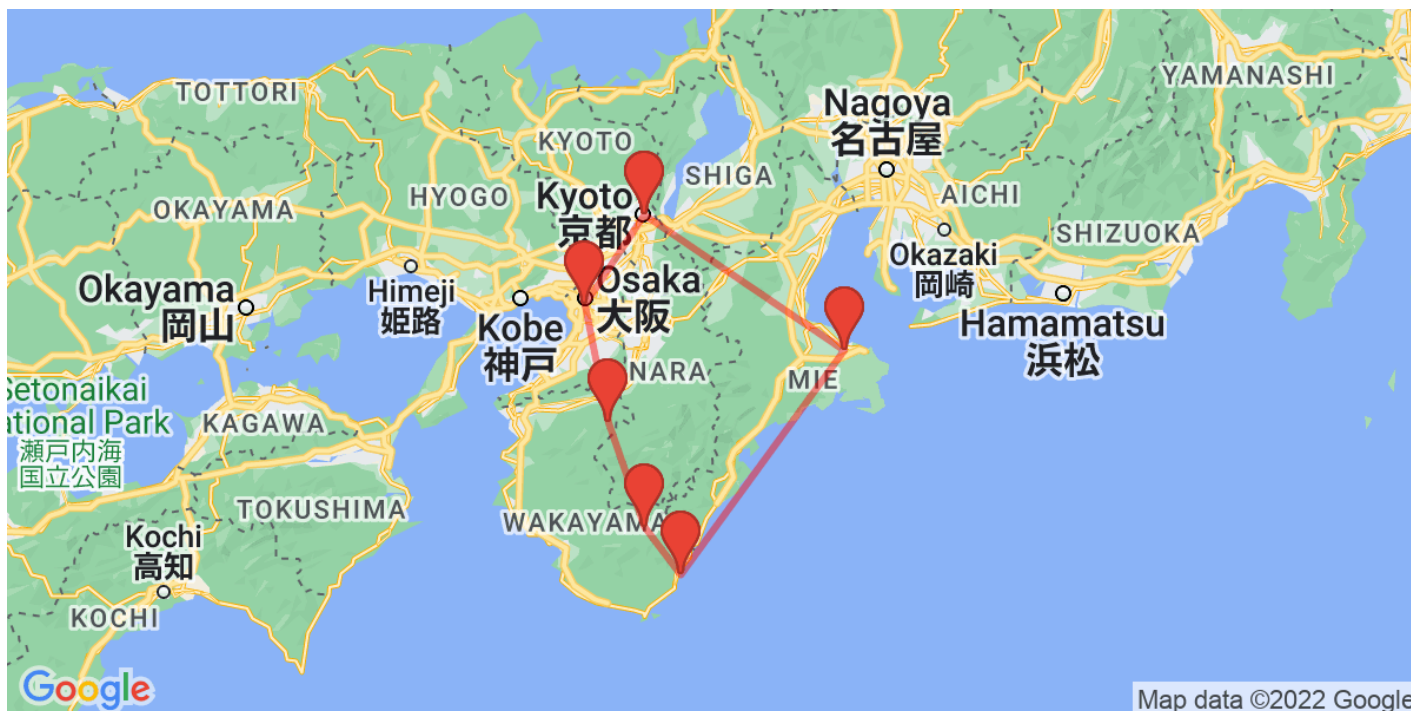 TOTTORI
YAMANASHI
Nagoya
名古屋
KYOTO
SHIGA
AICHI
HYOGO
Kyoto
京都
OKAYAMA
SHIZUOKA
Okazaki
岡崎
Osaka
大阪
Himeji
姫路
Okayama
岡山
Kobe
神戸
Hamamatsu
浜松
NARA
MIE
Setonaikai
ational Park
瀬戸内海
国立公園
KAGAWA
TOKUSHIMA
WAKAYAMA
Kochi
高知
KOCHI
Google
Map data ©2022 Google